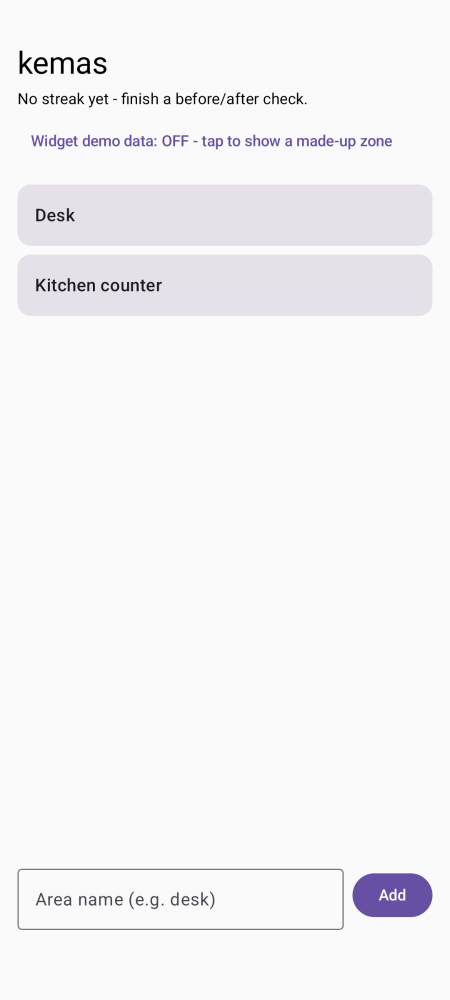 kemas
No streak yet - finish a before/after check.
Widget demo data: OFF - tap to show a made-up zone
Desk
Kitchen counter
Area name (e.g. desk)
Add